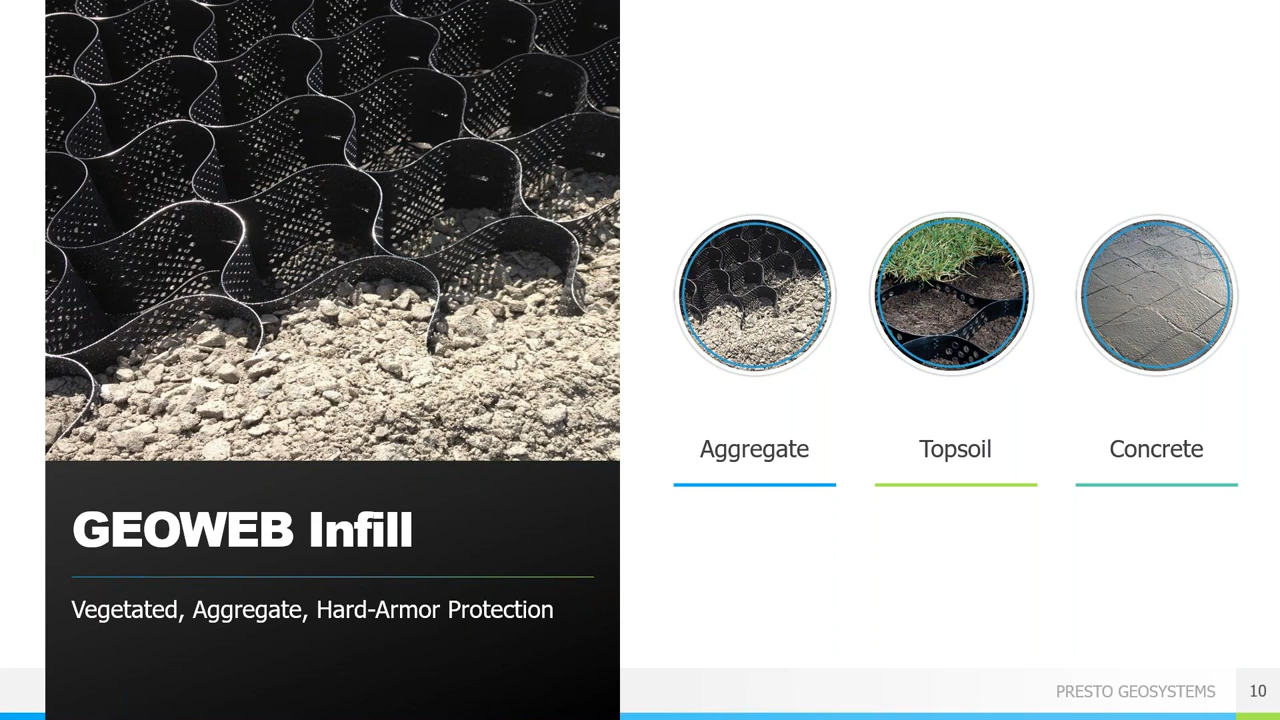 GEOWEB Infill
Vegetated, Aggregate, Hard-Armor Protection
Aggregate
Topsoil
Concrete
PRESTO GEOSYSTEMS
10